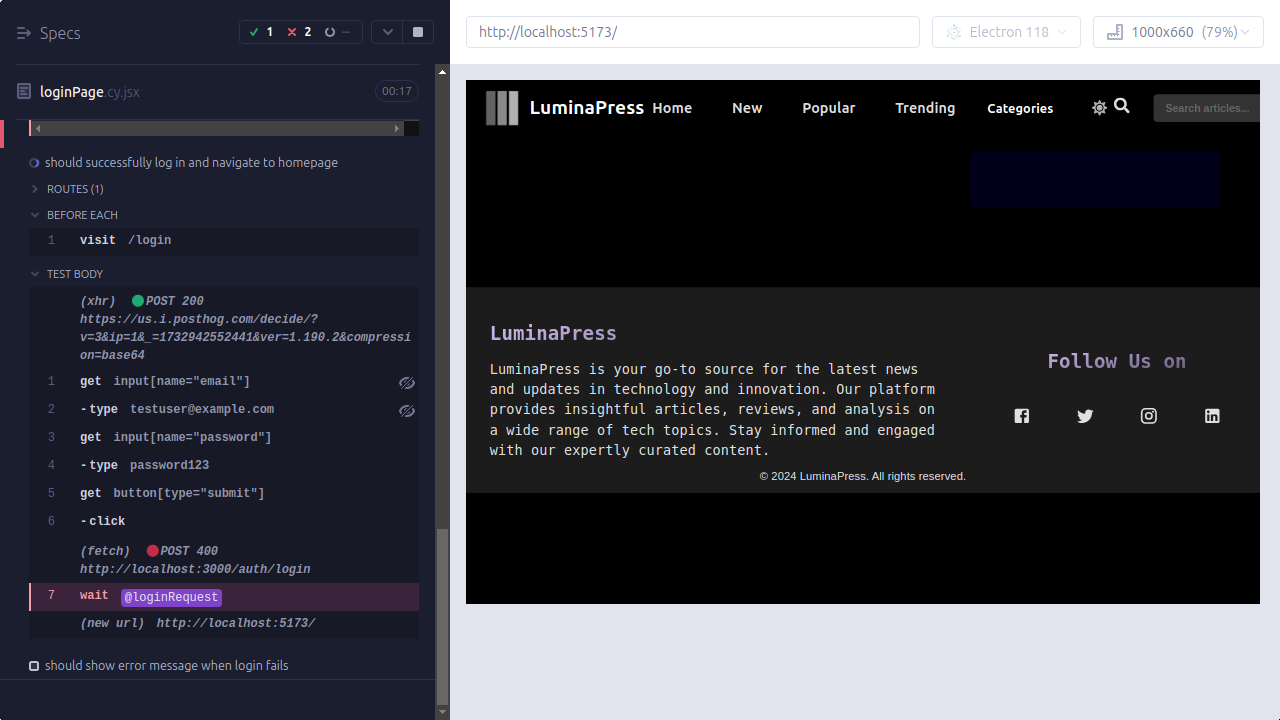 Specs
1
2
--
loginPage.cy.jsx
00:17
should successfully log in and navigate to homepage
ROUTES (1)
BEFORE EACH
1 visit /login
TEST BODY
(xhr) POST 200
https://us.i.posthog.com/decide/?
v=3&ip=1&_=1732942552441&ver=1.190.2&compressi
on=base64
1 get input[name="email"]
2 -type testuser@example.com
3 get input[name="password"]
4 -type password123
5 get button[type="submit"]
6 -click
(fetch) POST 400
http://localhost:3000/auth/login
7 wait @loginRequest
(new url) http://localhost:5173/
should show error message when login fails
http://localhost:5173/
Electron 118
1000x660 (79%)
LuminaPress
Home
New
Popular
Trending
Categories
Search articles...
LuminaPress
LuminaPress is your go-to source for the latest news
and updates in technology and innovation. Our platform
provides insightful articles, reviews, and analysis on
a wide range of tech topics. Stay informed and engaged
with our expertly curated content.
Follow Us on
© 2024 LuminaPress. All rights reserved.